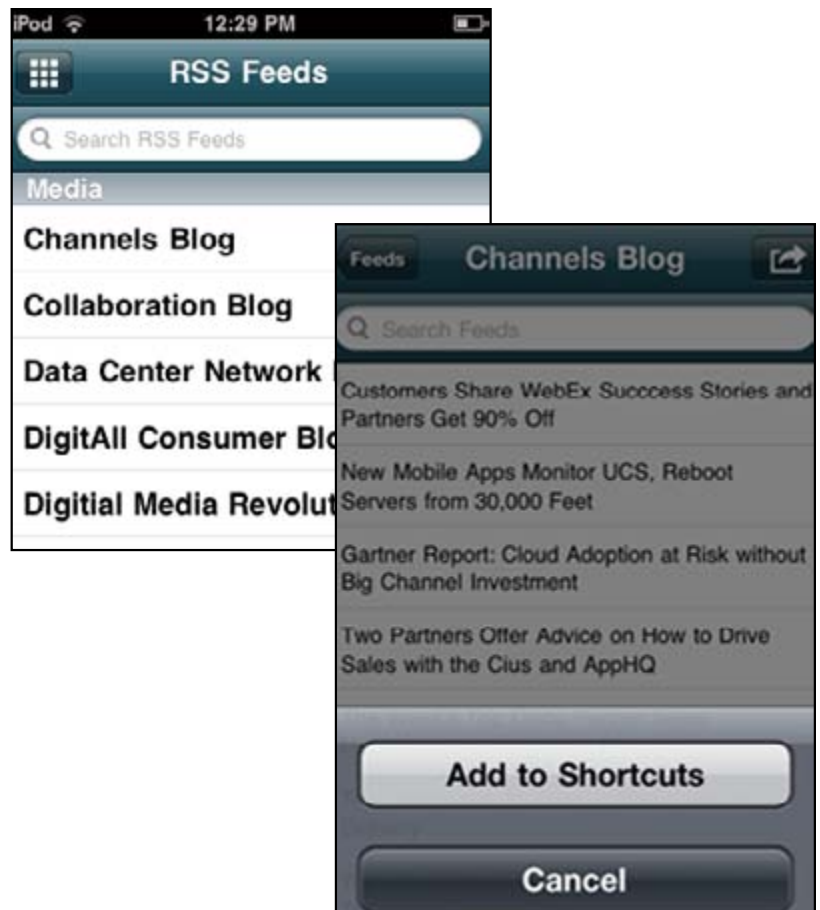 iPod 12:29 PM
RSS Feeds
Search RSS Feeds
Media
Channels Blog
Collaboration Blog
Data Center Network
DigitAll Consumer Blo
Digitial Media Revolut
Feeds Channels Blog
Search Feeds
Customers Share WebEx Succcess Stories and
Partners Get 90% Off
New Mobile Apps Monitor UCS, Reboot
Servers from 30,000 Feet
Gartner Report: Cloud Adoption at Risk without
Big Channel Investment
Two Partners Offer Advice on How to Drive
Sales with the Cius and AppHQ
Add to Shortcuts
Cancel